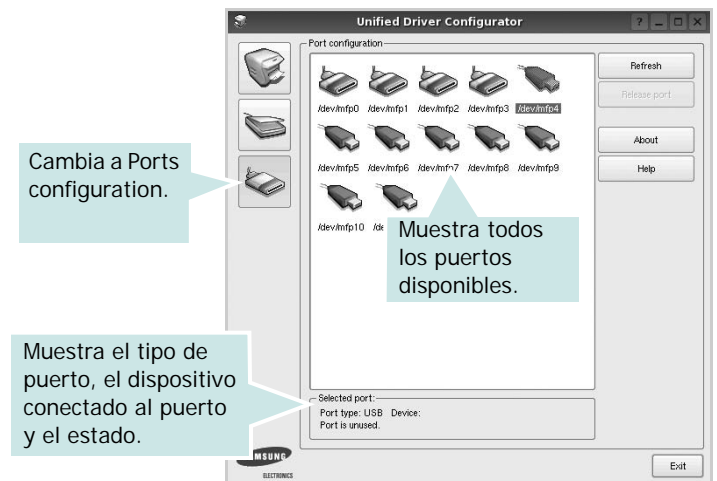 Unified Driver Configurator
Port configuration
/dev/mfp0 /dev/mfp1 /dev/mfp2 /dev/mfp3 /dev/mfp4
/dev/mfp5 /dev/mfp6 /dev/mfp7 /dev/mfp8 /dev/mfp9
/dev/mfp10
Refresh
Release port
About
Help
Cambia a Ports
configuration.
Muestra todos
los puertos
disponibles.
Muestra el tipo de
puerto, el dispositivo
conectado al puerto
y el estado.
Selected port:
Port type: USB Device:
Port is unused.
ELECTRONICS
Exit